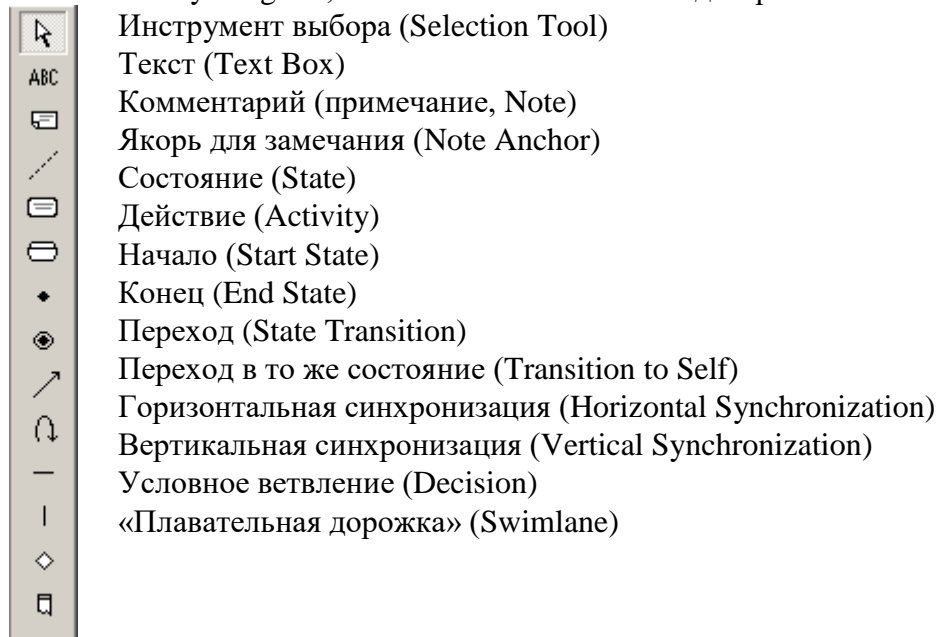 Инструмент выбора (Selection Tool)
ABC
Текст (Text Box)
Комментарий (примечание, Note)
Якорь для замечания (Note Anchor)
Состояние (State)
Действие (Activity)
Начало (Start State)
Конец (End State)
Переход (State Transition)
Переход в то же состояние (Transition to Self)
Горизонтальная синхронизация (Horizontal Synchronization)
Вертикальная синхронизация (Vertical Synchronization)
Условное ветвление (Decision)
«Плавательная дорожка» (Swimlane)